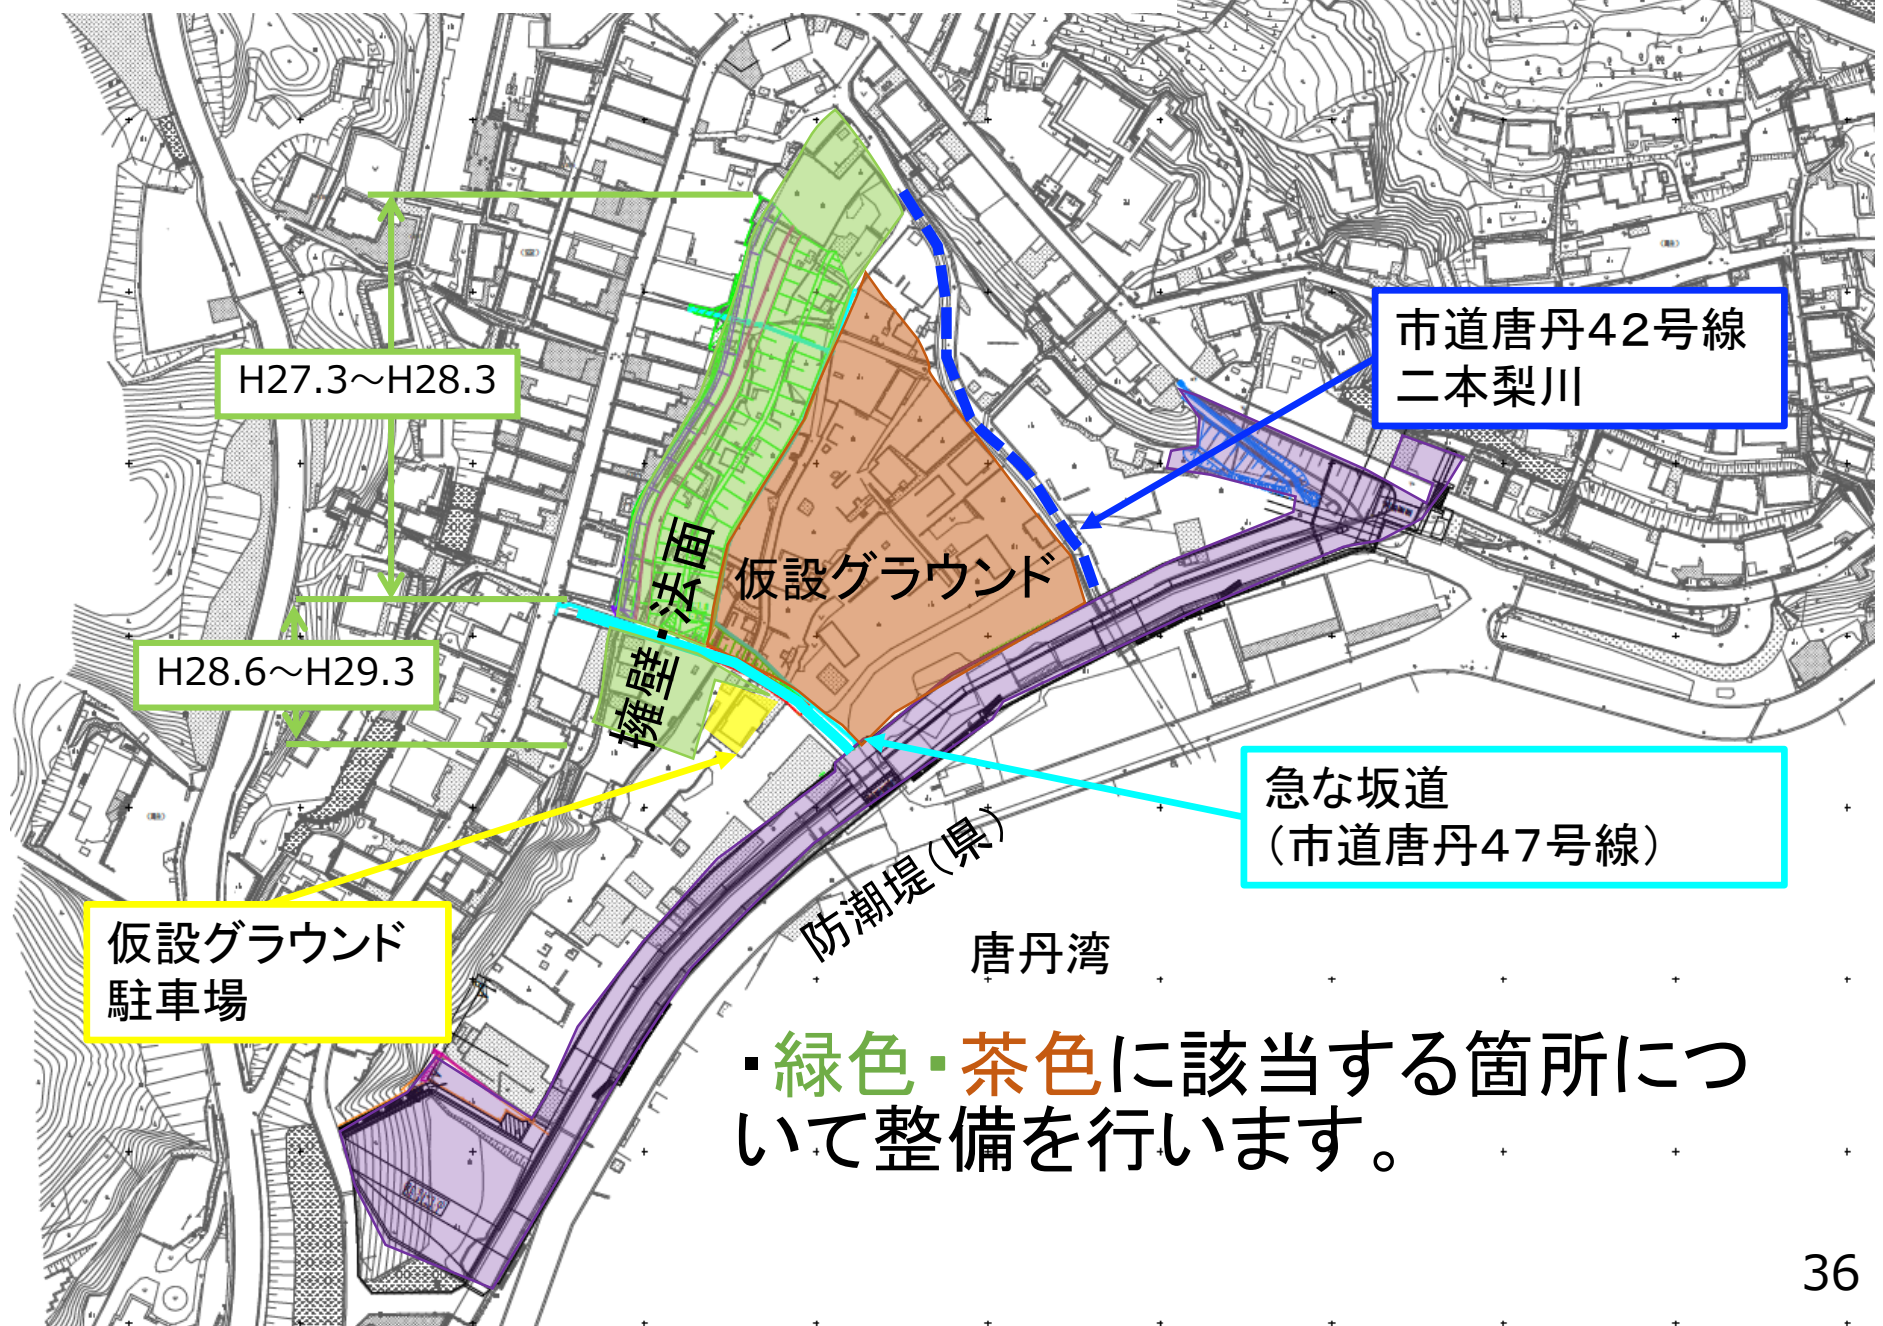 H27.3～H28.3
市道唐丹42号線
二本梨川
擁壁・法面
仮設グラウンド
H28.6～H29.3
急な坂道
（市道唐丹47号線）
防潮堤（県）
仮設グラウンド
駐車場
唐丹湾
・緑色・茶色に該当する箇所につ
いて整備を行います。
36